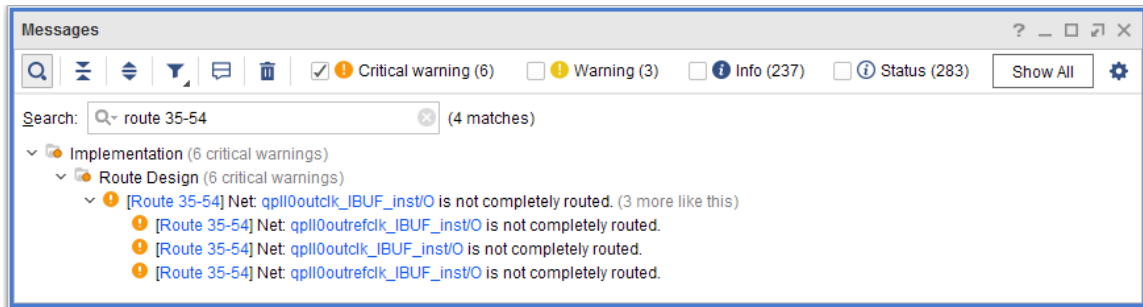 Messages
Critical warning (6) Warning (3) Info (237) Status (283) Show All
Search: route 35-54 (4 matches)
Implementation (6 critical warnings)
Route Design (6 critical warnings)
[Route 35-54] Net: qpll0outclk_IBUF_inst/O is not completely routed. (3 more like this)
[Route 35-54] Net: qpll0outrefclk_IBUF_inst/O is not completely routed.
[Route 35-54] Net: qpll0outclk_IBUF_inst/O is not completely routed.
[Route 35-54] Net: qpll0outrefclk_IBUF_inst/O is not completely routed.